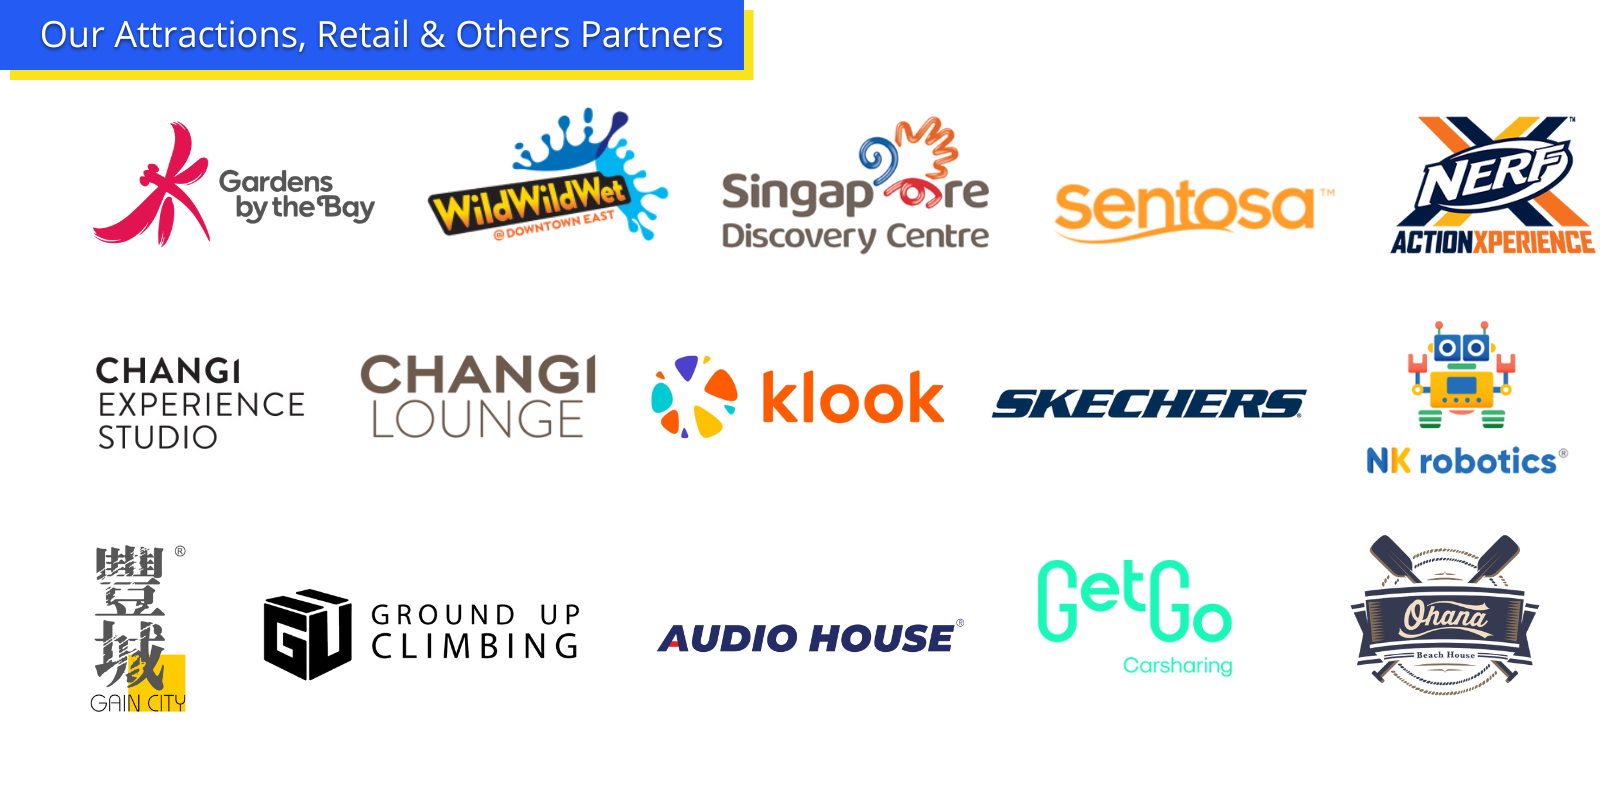 Our Attractions, Retail & Others Partners
Gardens
by the Bay
WildWildWet
@ DOWNTOWN EAST
Singapore
Discovery Centre
sentosa™
NERF™
ACTIONXPERIENCE
CHANGI
EXPERIENCE
STUDIO
CHANGI
LOUNGE
klook
SKECHERS®
NK robotics®
豐®
城
GAIN CITY
GU
GROUND UP
CLIMBING
AUDIO HOUSE®
GetGo
Carsharing
Ohana
Beach House